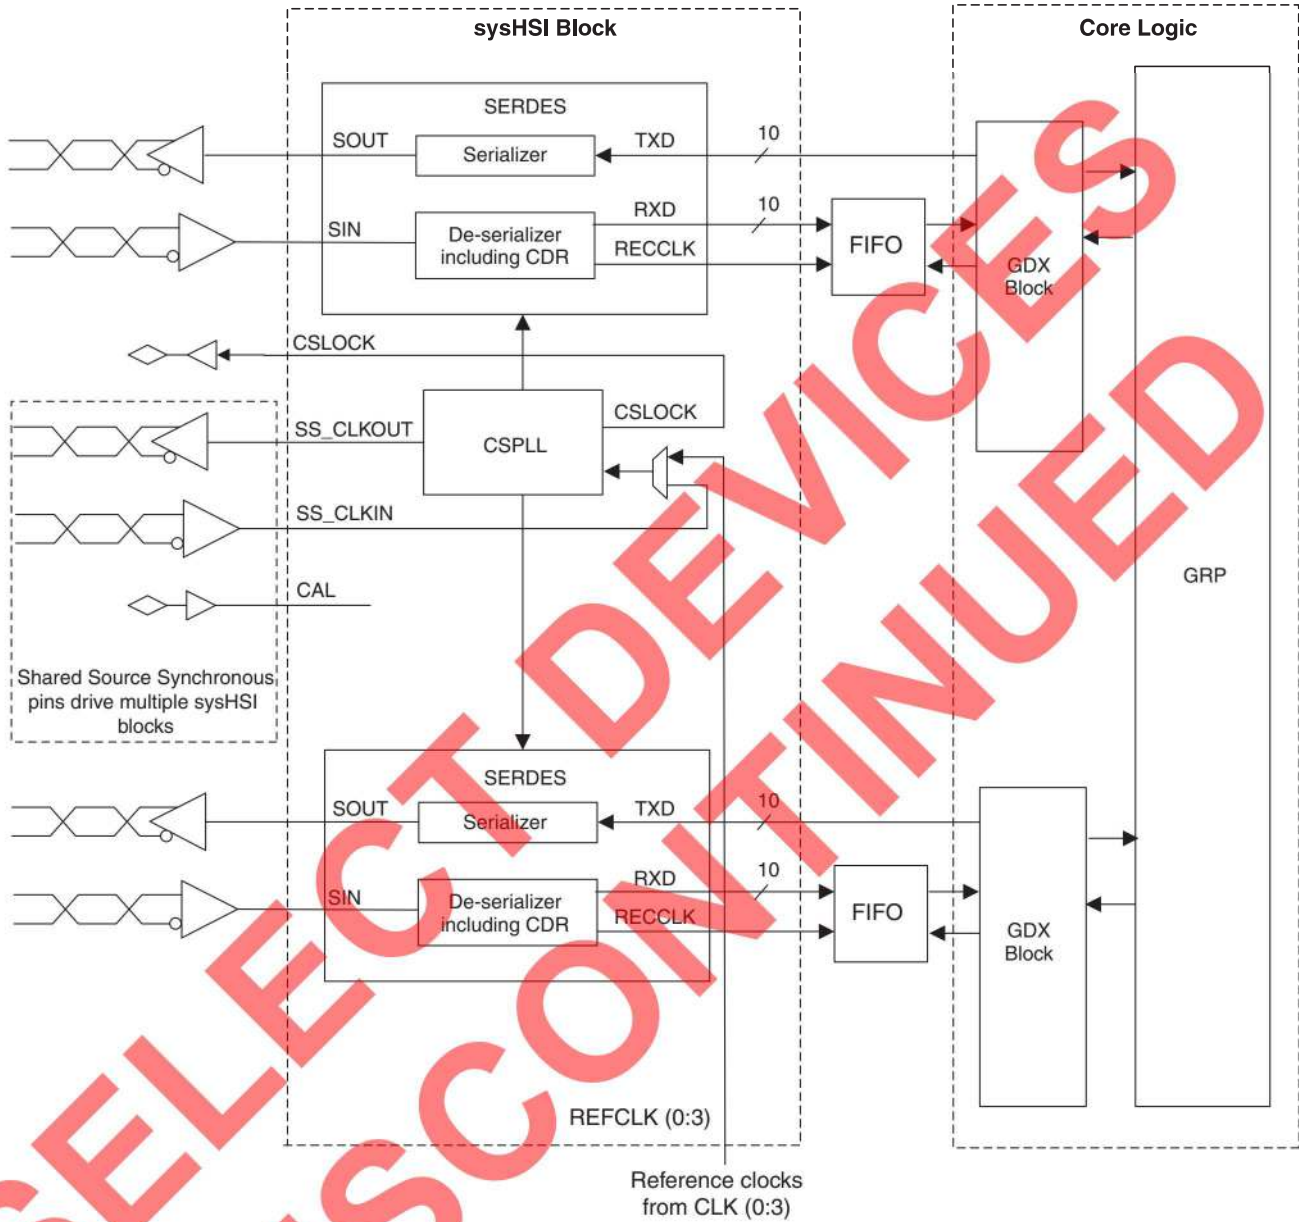 sysHSI Block
Core Logic
SERDES
SOUT
Serializer
TXD
10
SIN
De-serializer
including CDR
RXD
10
RECCLK
FIFO
GDX
Block
CSLOCK
CSPLL
CSLOCK
SS_CLKOUT
SS_CLKIN
CAL
GRP
Shared Source Synchronous
pins drive multiple sysHSI
blocks
SERDES
SOUT
Serializer
TXD
10
SIN
De-serializer
including CDR
RXD
10
RECCLK
FIFO
GDX
Block
REFCLK (0:3)
Reference clocks
from CLK (0:3)
SELECT DEVICES
ISCONTINUED